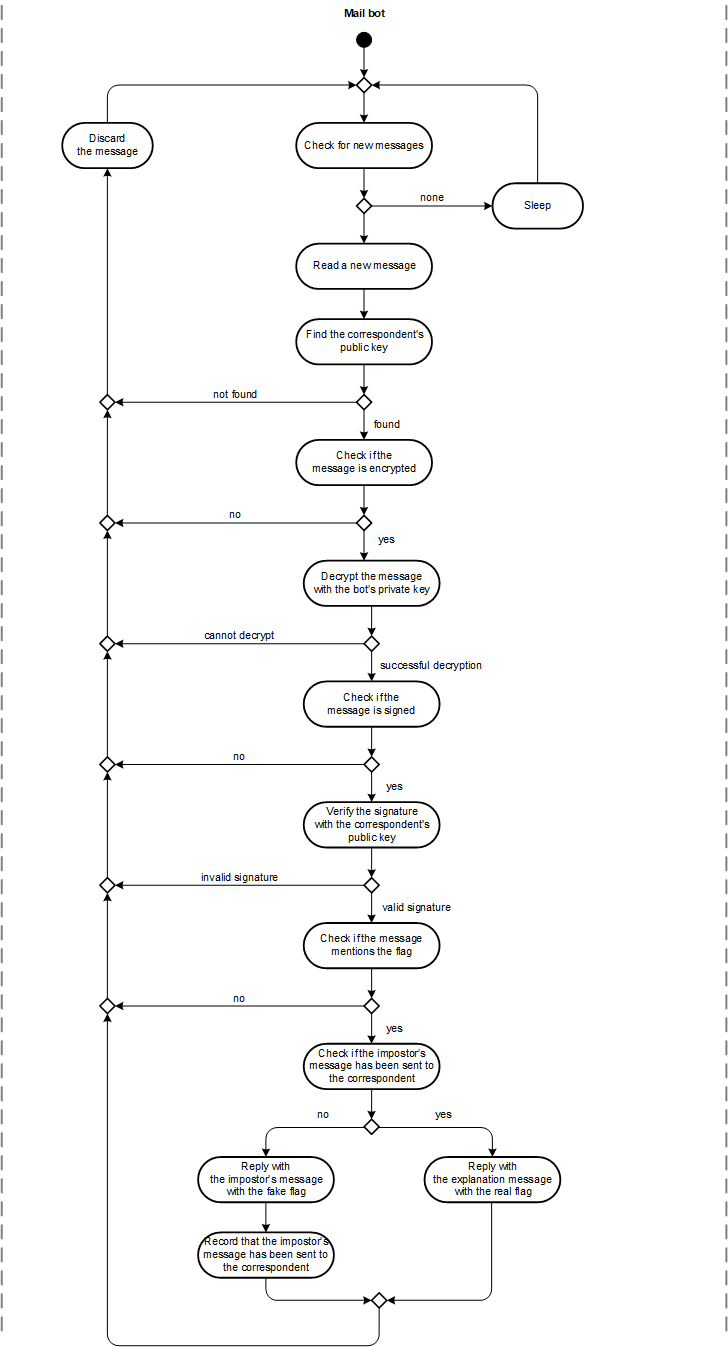 Mail bot
Discard
the message
Check for new messages
none
Sleep
Read a new message
Find the correspondent's
public key
not found
found
Check if the
message is encrypted
no
yes
Decrypt the message
with the bot's private key
cannot decrypt
successful decryption
Check if the
message is signed
no
yes
Verify the signature
with the correspondent's
public key
invalid signature
valid signature
Check if the message
mentions the flag
no
yes
Check if the impostor's
message has been sent to
the correspondent
no
yes
Reply with
the impostor's message
with the fake flag
Reply with
the explanation message
with the real flag
Record that the impostor's
message has been sent to
the correspondent